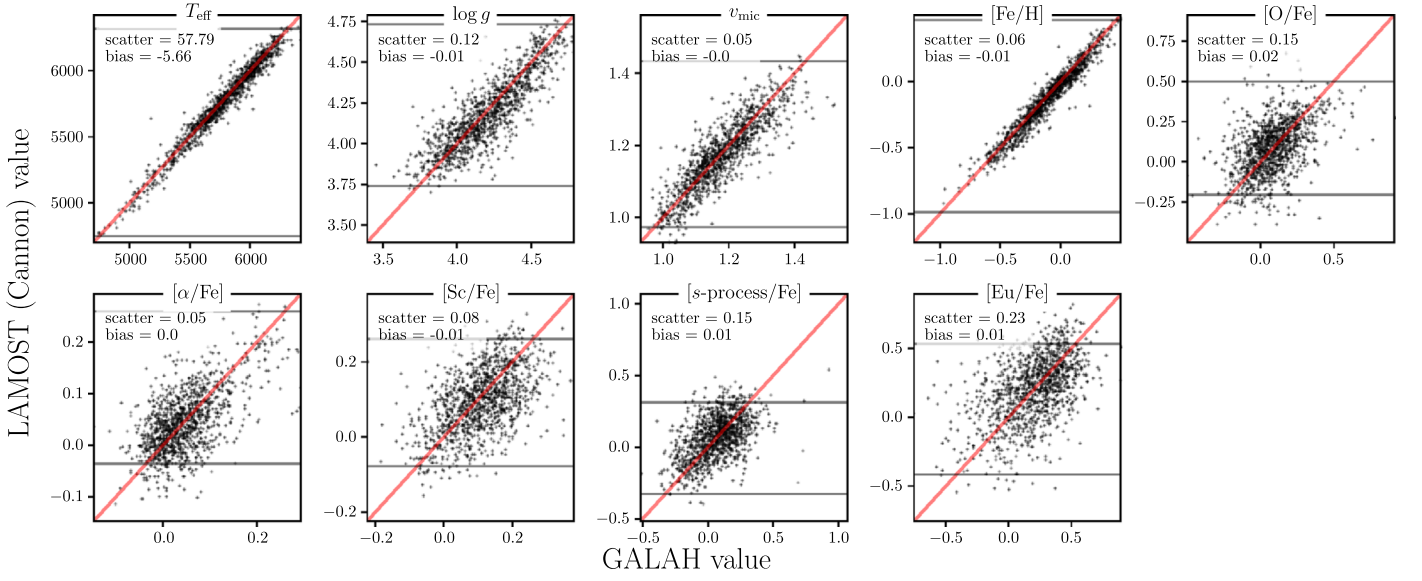 T_eff
scatter = 57.79
bias = -5.66
6000
5500
5000
5000
5500
6000
log g
scatter = 0.12
bias = -0.01
4.75
4.50
4.25
4.00
3.75
3.50
3.5
4.0
4.5
v_mic
scatter = 0.05
bias = -0.0
1.4
1.2
1.0
1.0
1.2
1.4
[Fe/H]
scatter = 0.06
bias = -0.01
0.0
−0.5
−1.0
−1.0
−0.5
0.0
[O/Fe]
scatter = 0.15
bias = 0.02
0.75
0.50
0.25
0.00
−0.25
0.0
0.5
LAMOST (Cannon) value
[α/Fe]
scatter = 0.05
bias = 0.0
0.2
0.1
0.0
−0.1
0.0
0.2
[Sc/Fe]
scatter = 0.08
bias = -0.01
0.2
0.0
−0.2
−0.2
0.0
0.2
[s-process/Fe]
scatter = 0.15
bias = 0.01
1.0
0.5
0.0
−0.5
−0.5
0.0
0.5
1.0
[Eu/Fe]
scatter = 0.23
bias = 0.01
0.5
0.0
−0.5
−0.5
0.0
0.5
GALAH value